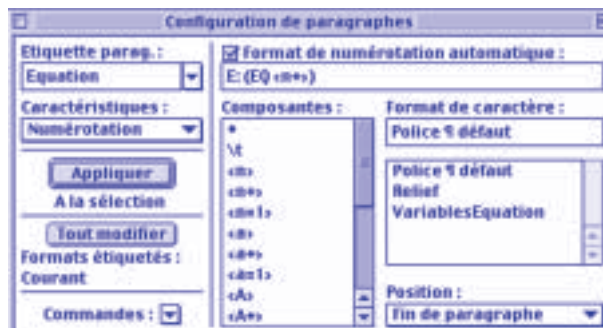 Configuration de paragraphes
Etiquette parag. :
Equation
Caractéristiques :
Numérotation
Appliquer
A la sélection
Tout modifier
Formats étiquetés :
Courant
Commandes :
Format de numérotation automatique :
E:(EQ <n+>)
Composantes :
\t
<n>
<n+>
<n=1>
<a>
<a+>
<a=1>
<A>
<A+>
Format de caractère :
Police ¶ défaut
Police ¶ défaut
Relief
VariablesEquation
Position :
Fin de paragraphe